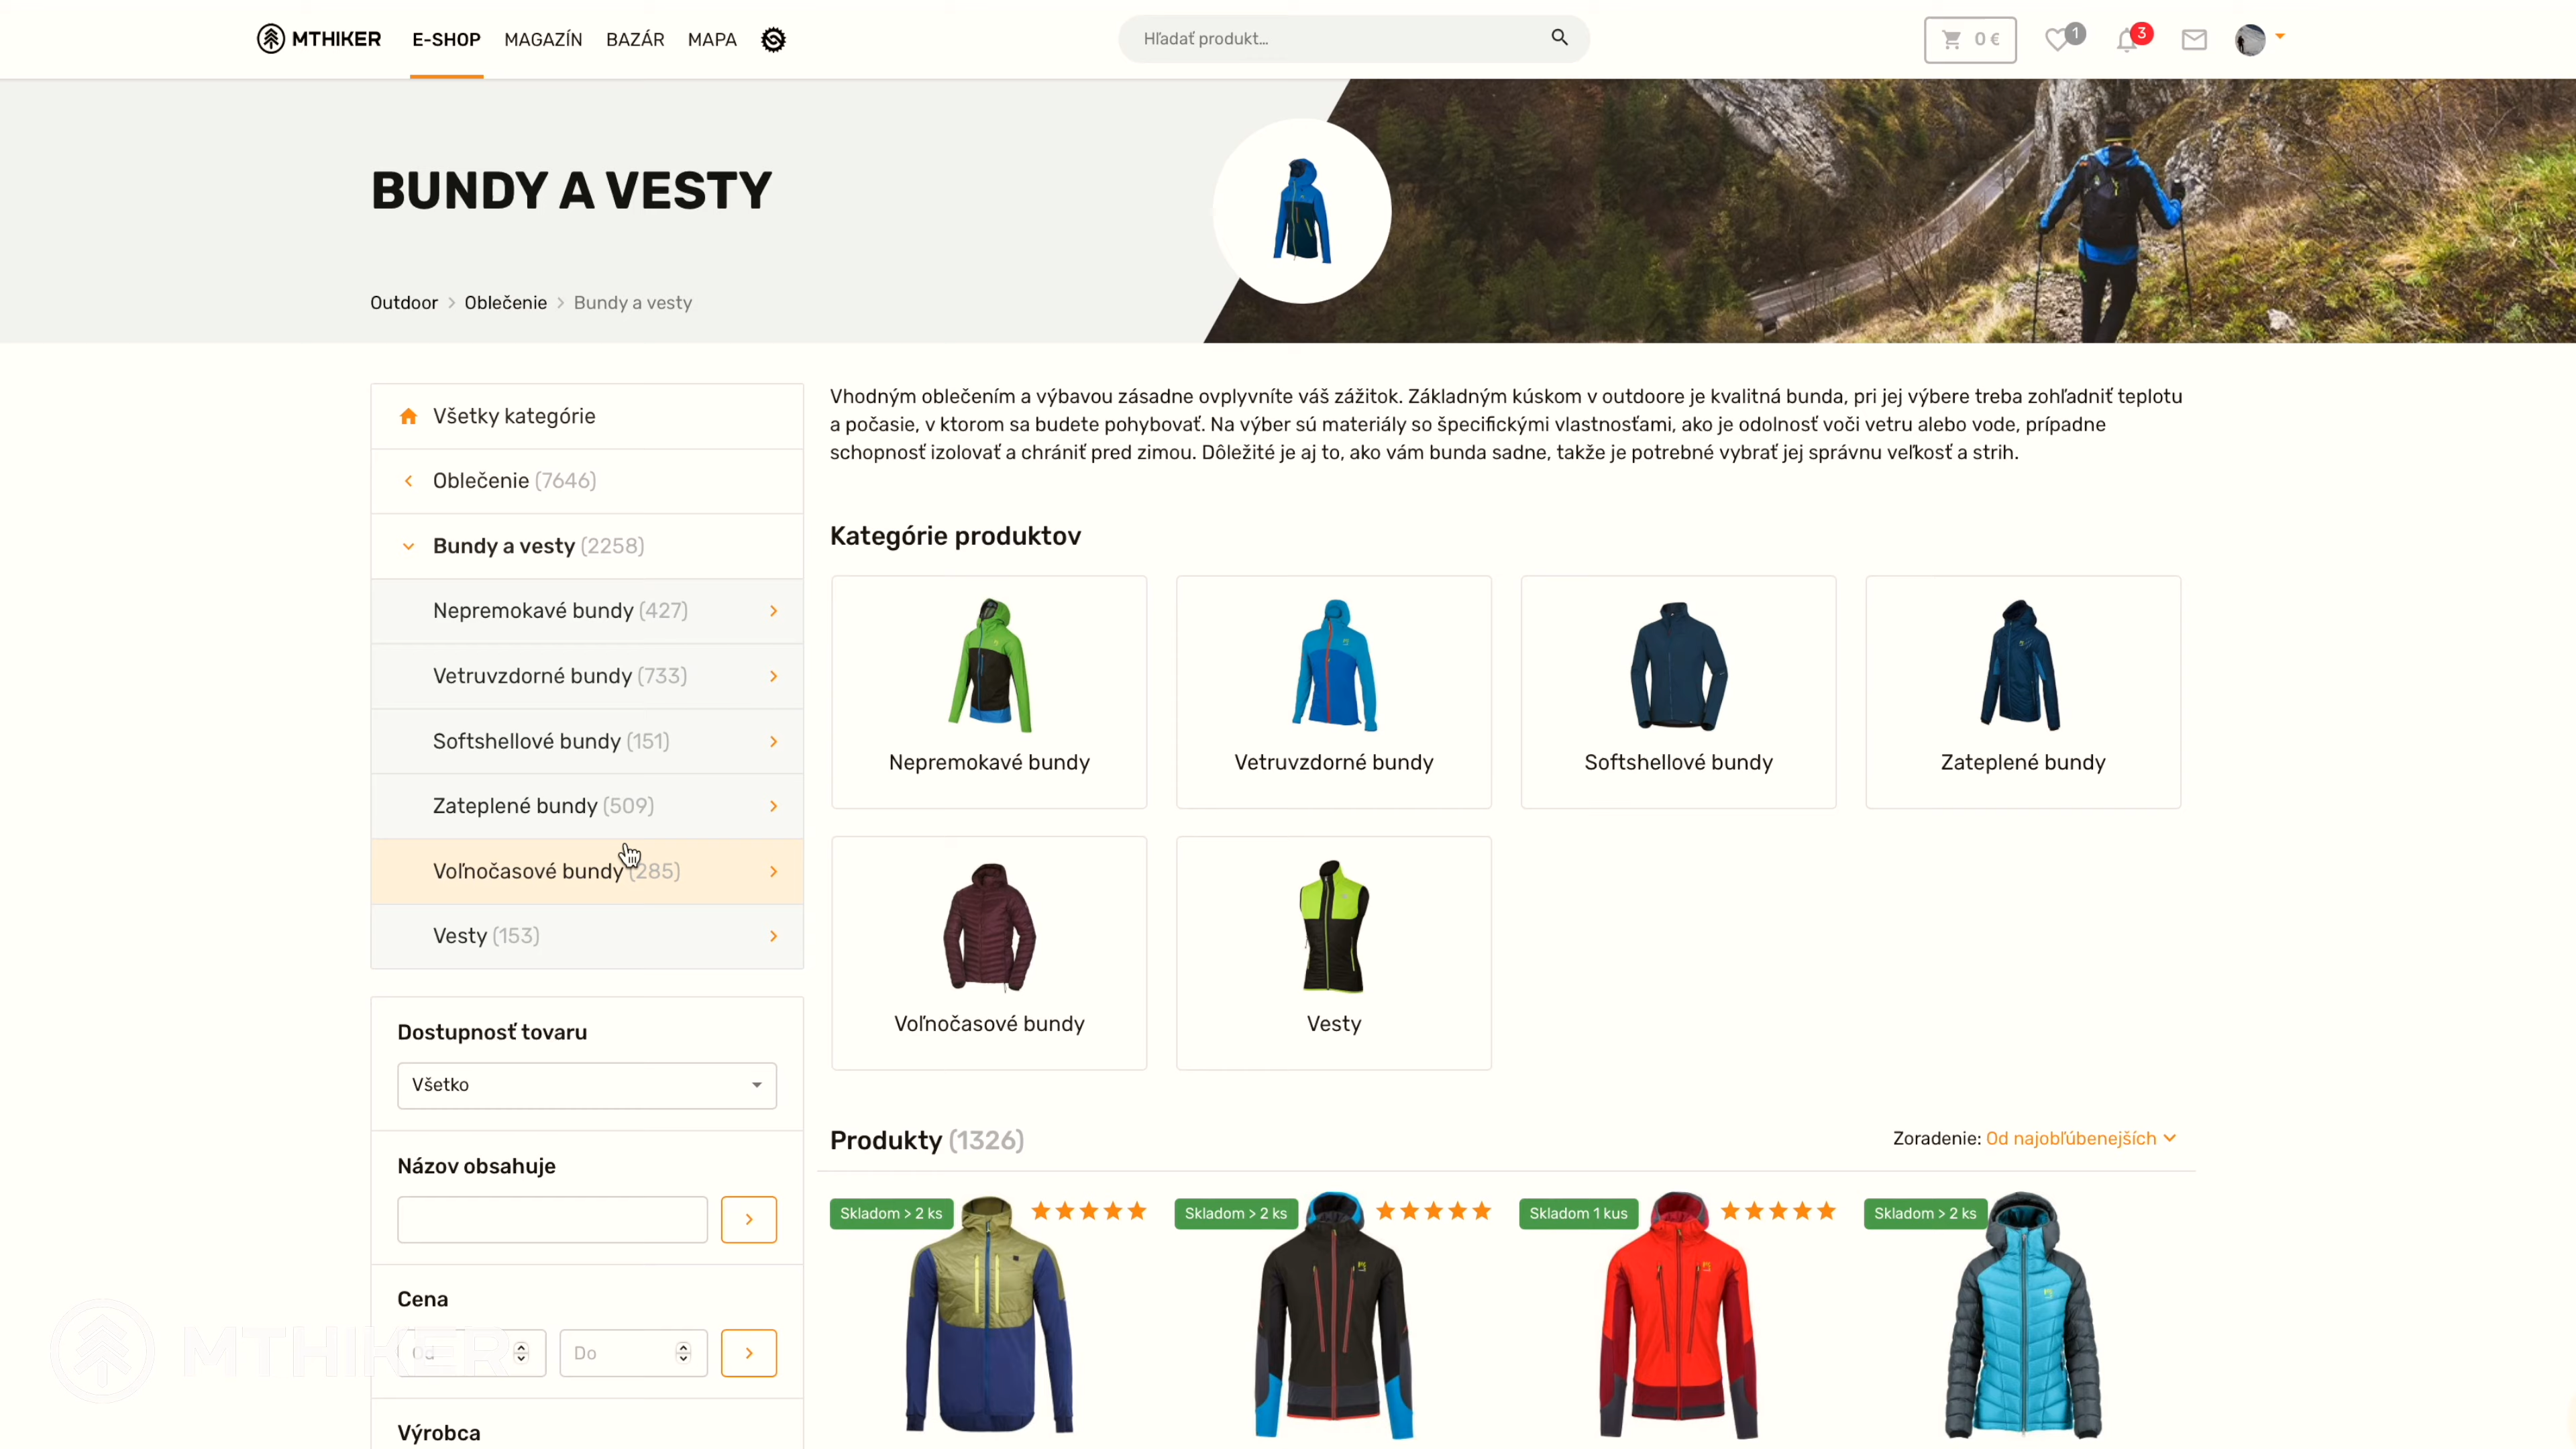 MTHIKER E-SHOP MAGAZÍN BAZÁR MAPA
Hľadať produkt...
0 €
1
3
BUNDY A VESTY
Outdoor > Oblečenie > Bundy a vesty
Všetky kategórie
Oblečenie (7646)
Bundy a vesty (2258)
Nepremokavé bundy (427)
Vetruvzdorné bundy (733)
Softshellové bundy (151)
Zateplené bundy (509)
Voľnočasové bundy (285)
Vesty (153)
Dostupnosť tovaru
Všetko
Názov obsahuje
Cena
Od
Do
Výrobca
Vhodným oblečením a výbavou zásadne ovplyvníte váš zážitok. Základným kúskom v outdoore je kvalitná bunda, pri jej výbere treba zohľadniť teplotu
a počasie, v ktorom sa budete pohybovať. Na výber sú materiály so špecifickými vlastnosťami, ako je odolnosť voči vetru alebo vode, prípadne
schopnosť izolovať a chrániť pred zimou. Dôležité je aj to, ako vám bunda sadne, takže je potrebné vybrať jej správnu veľkosť a strih.
Kategórie produktov
Nepremokavé bundy
Vetruvzdorné bundy
Softshellové bundy
Zateplené bundy
Voľnočasové bundy
Vesty
Produkty (1326)
Zoradenie: Od najobľúbenejších
Skladom > 2 ks
Skladom > 2 ks
Skladom 1 kus
Skladom > 2 ks
MTHIKER